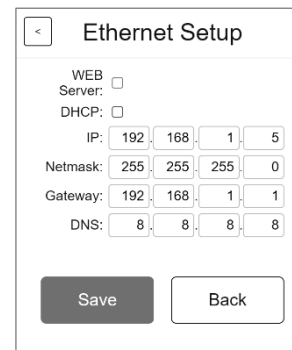 < Ethernet Setup
WEB
Server:
DHCP:
IP: 192 . 168 . 1 . 5
Netmask: 255 . 255 . 255 . 0
Gateway: 192 . 168 . 1 . 1
DNS: 8 . 8 . 8 . 8
Save Back